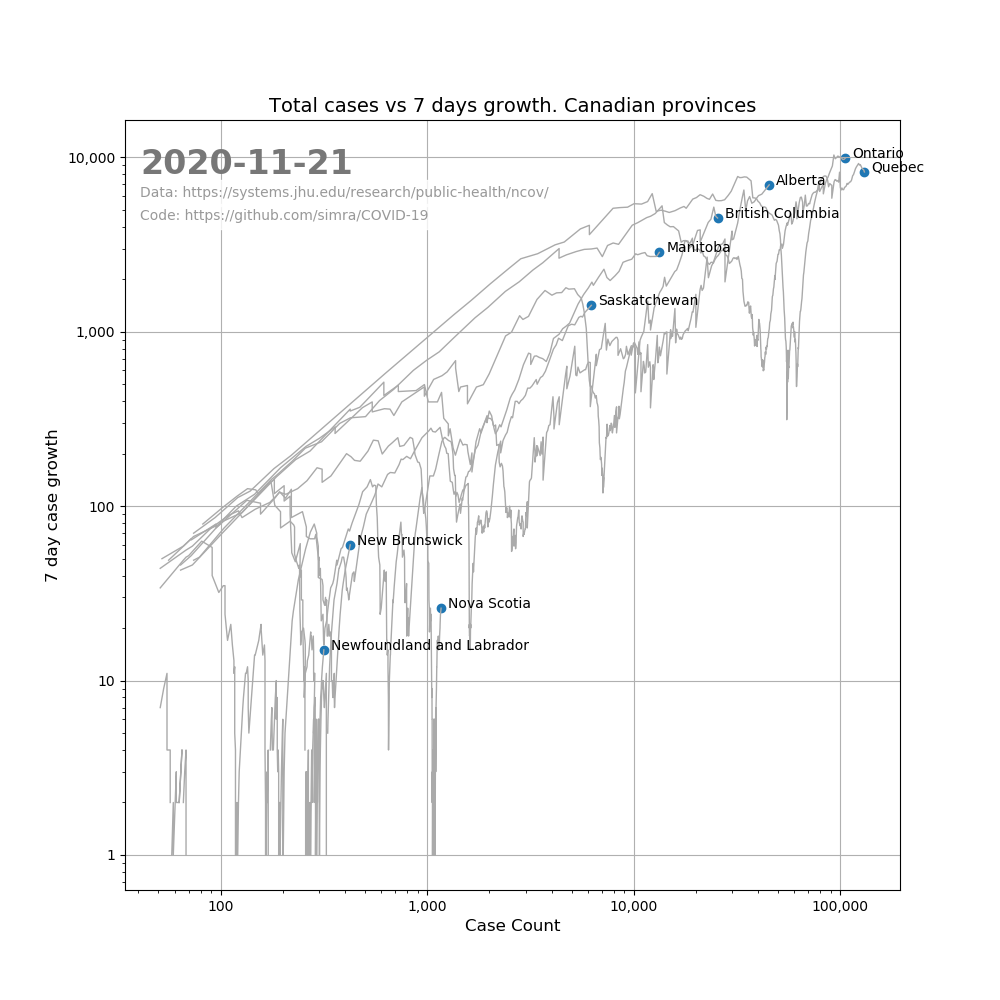 Total cases vs 7 days growth. Canadian provinces
2020-11-21
Data: https://systems.jhu.edu/research/public-health/ncov/
Code: https://github.com/simra/COVID-19
10,000
1,000
100
10
1
7 day case growth
Ontario
Quebec
Alberta
British Columbia
Manitoba
Saskatchewan
New Brunswick
Nova Scotia
Newfoundland and Labrador
100
1,000
10,000
100,000
Case Count